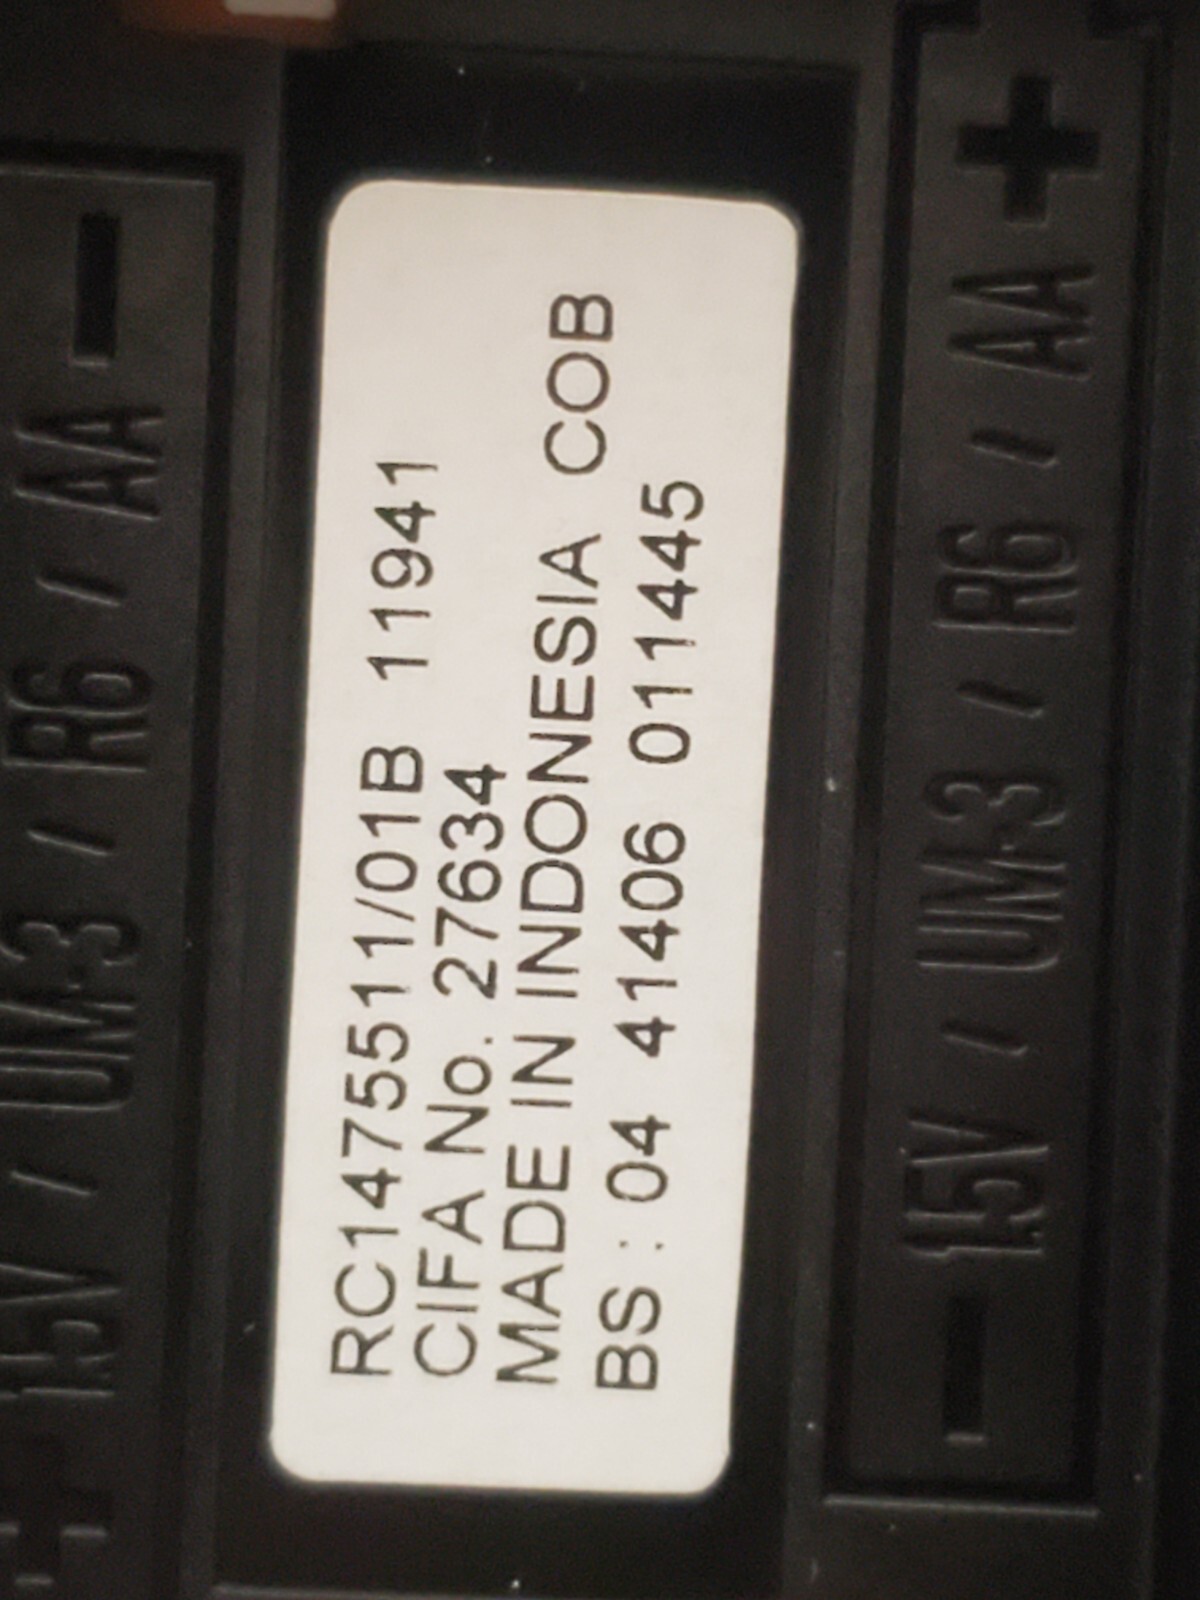 − AA / R6 / UM-3 / 1.5V +
RC1475511/01B 11941
CIFA No. 27634
MADE IN INDONESIA COB
BS : 04 41406 011445
− 1.5V / UM-3 / R6 / AA +